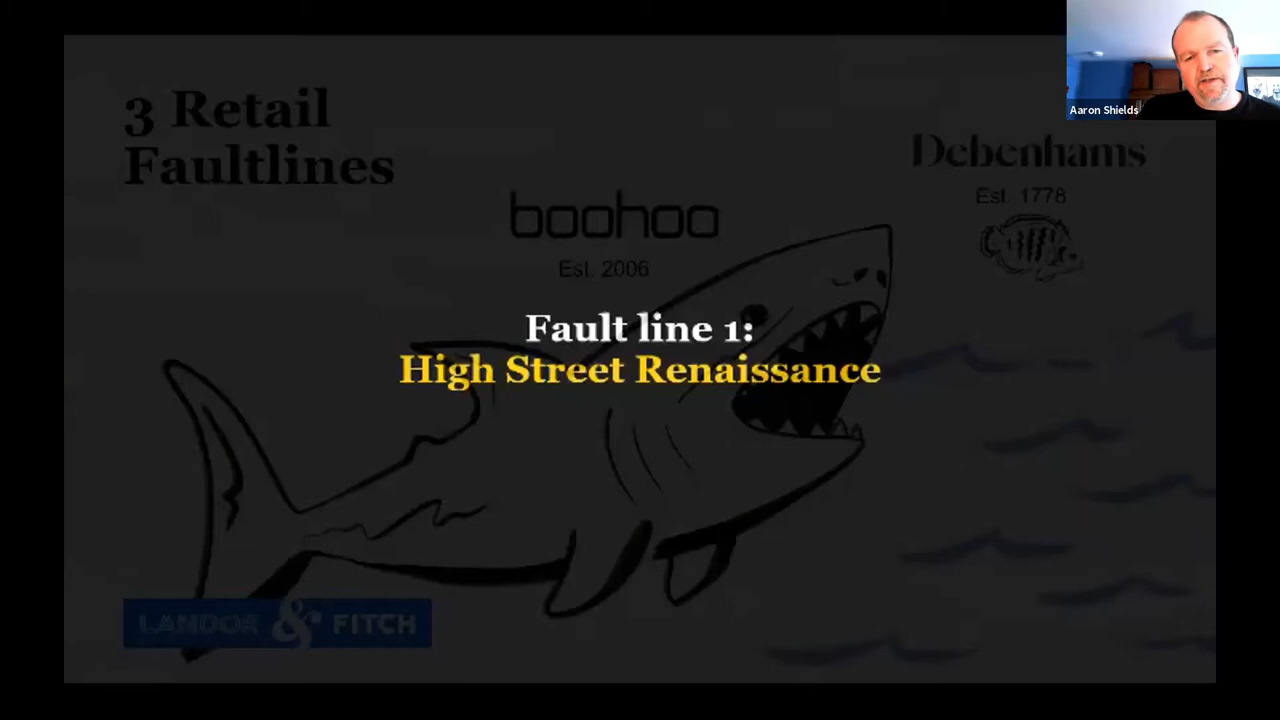 3 Retail
Faultlines
Aaron Shields
Debenhams
Est. 1778
boohoo
Est. 2006
Fault line 1:
High Street Renaissance
LANDOR & FITCH